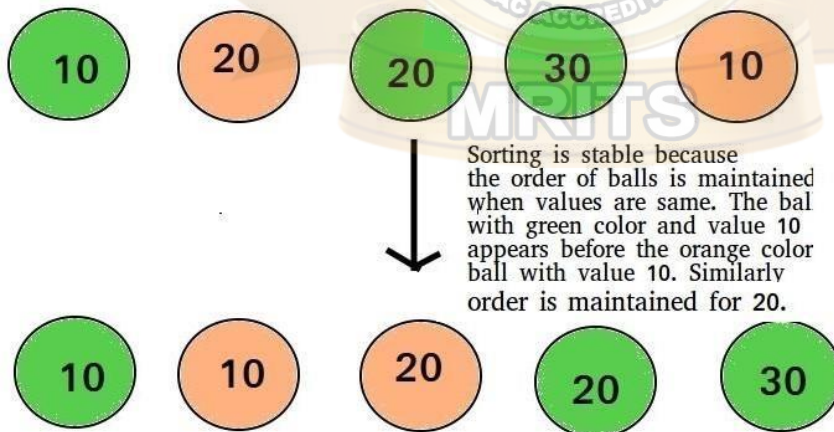 AC ACCREDIT
10 20 20 30 10
MRITS
Sorting is stable because
the order of balls is maintained
when values are same. The bal
with green color and value 10
appears before the orange color
ball with value 10. Similarly
order is maintained for 20.
10 10 20 20 30